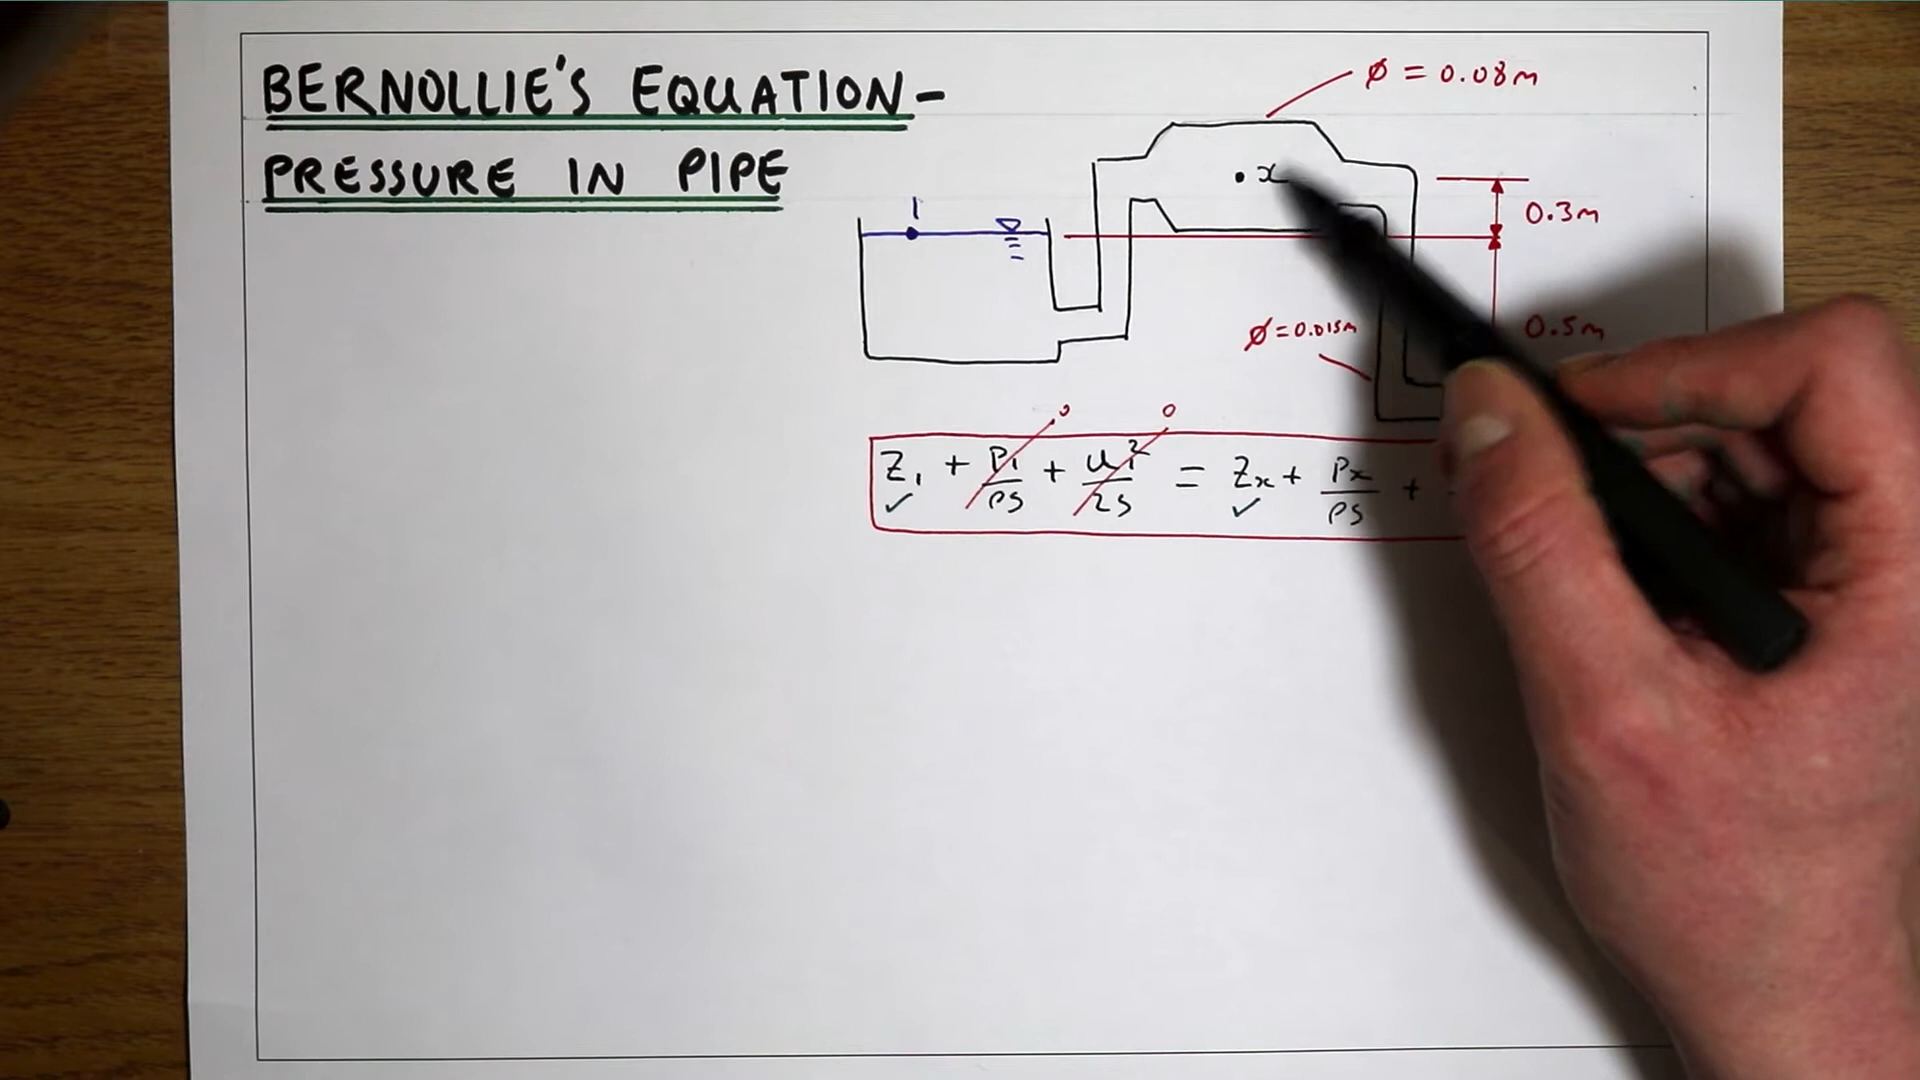 BERNOLLIE'S EQUATION-
PRESSURE IN PIPE
Ø = 0.08m
x
1
0.3m
Ø=0.015m
0.5m
0 0
Z₁ + P₁/ρg + u₁²/2g = Zx + Px/ρg +